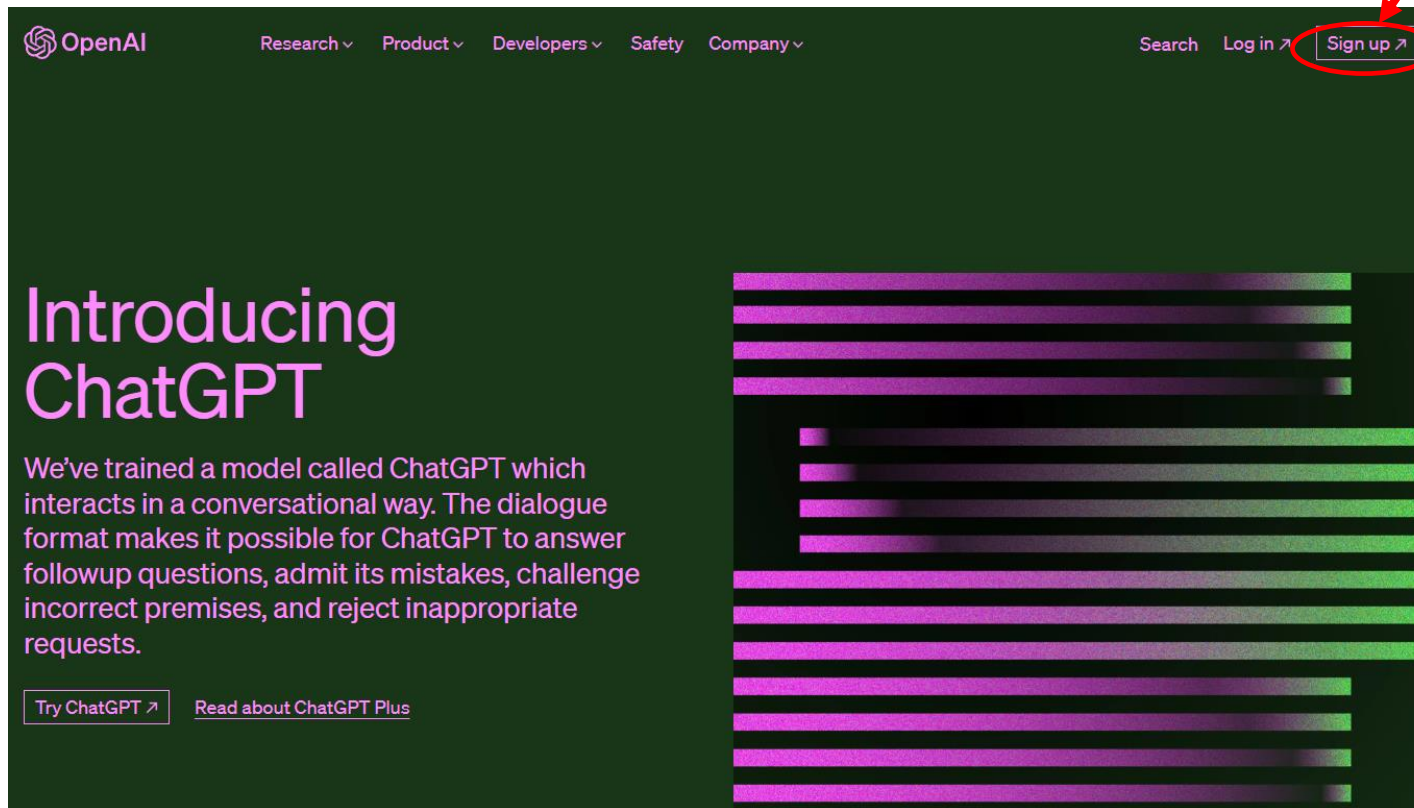 OpenAI Research Product Developers Safety Company Search Log in ↗ Sign up ↗
Introducing
ChatGPT
We’ve trained a model called ChatGPT which
interacts in a conversational way. The dialogue
format makes it possible for ChatGPT to answer
followup questions, admit its mistakes, challenge
incorrect premises, and reject inappropriate
requests.
Try ChatGPT ↗ Read about ChatGPT Plus